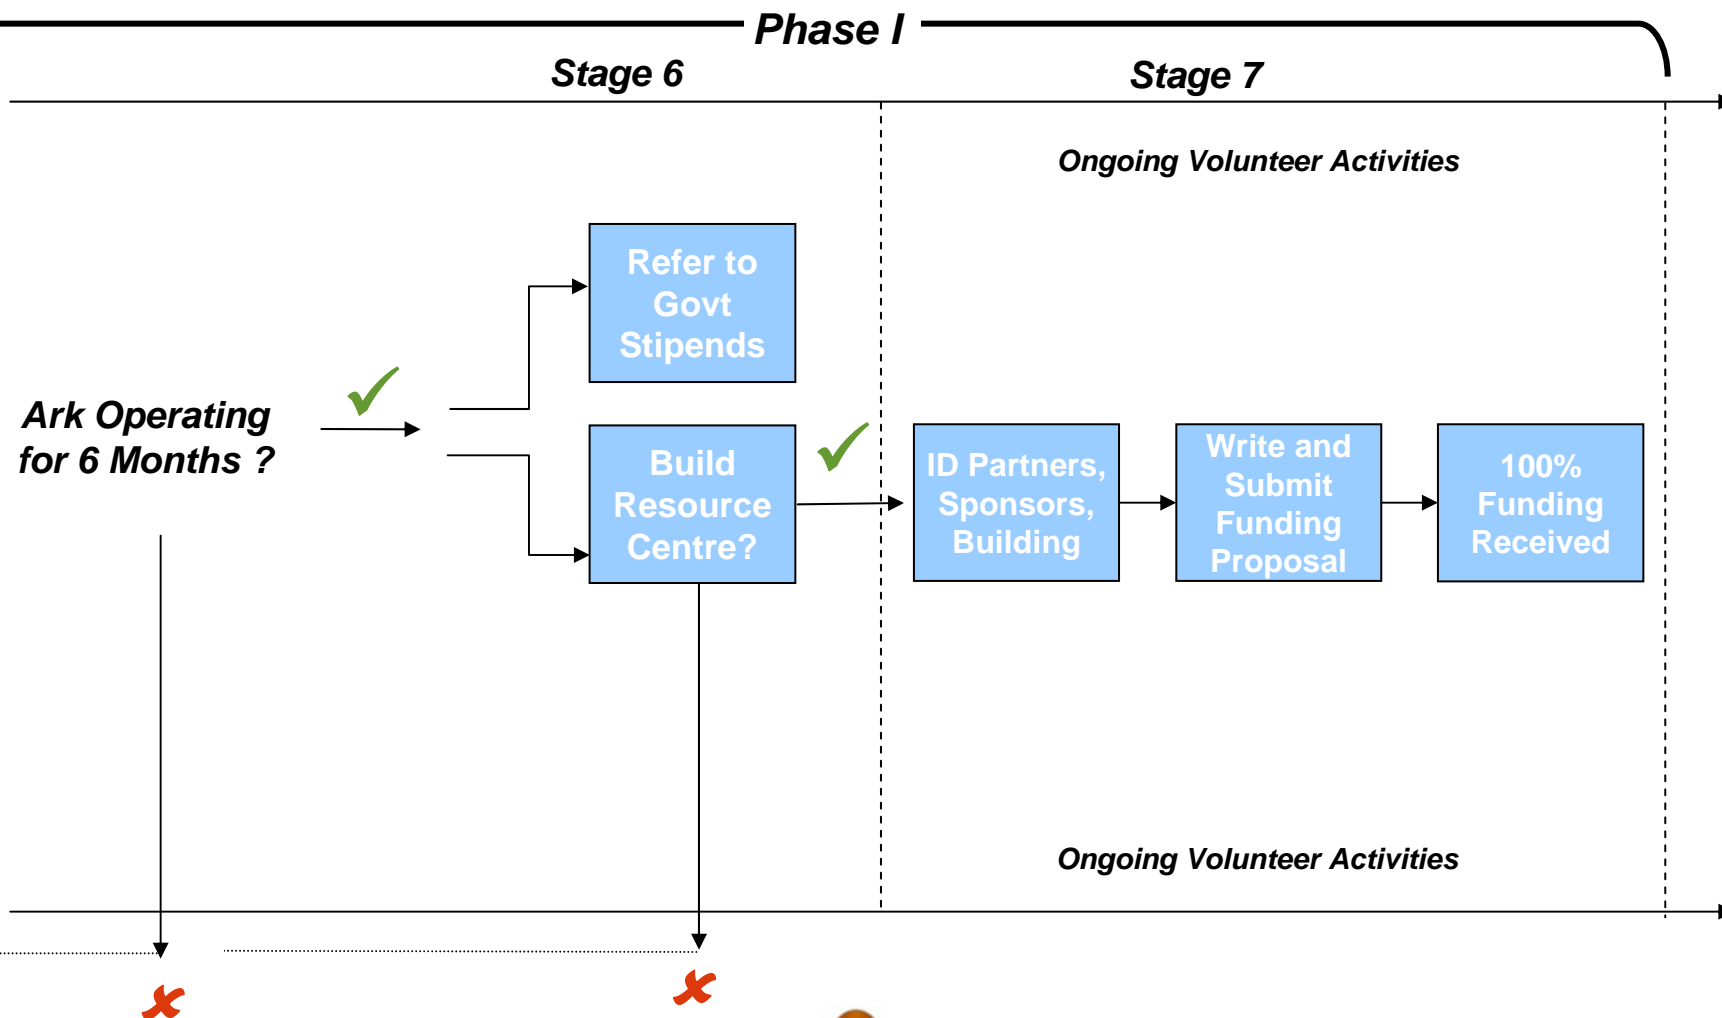 Phase I
Stage 6
Stage 7
Ongoing Volunteer Activities
Refer to
Govt
Stipends
Ark Operating
for 6 Months ?
Build
Resource
Centre?
ID Partners,
Sponsors,
Building
Write and
Submit
Funding
Proposal
100%
Funding
Received
Ongoing Volunteer Activities